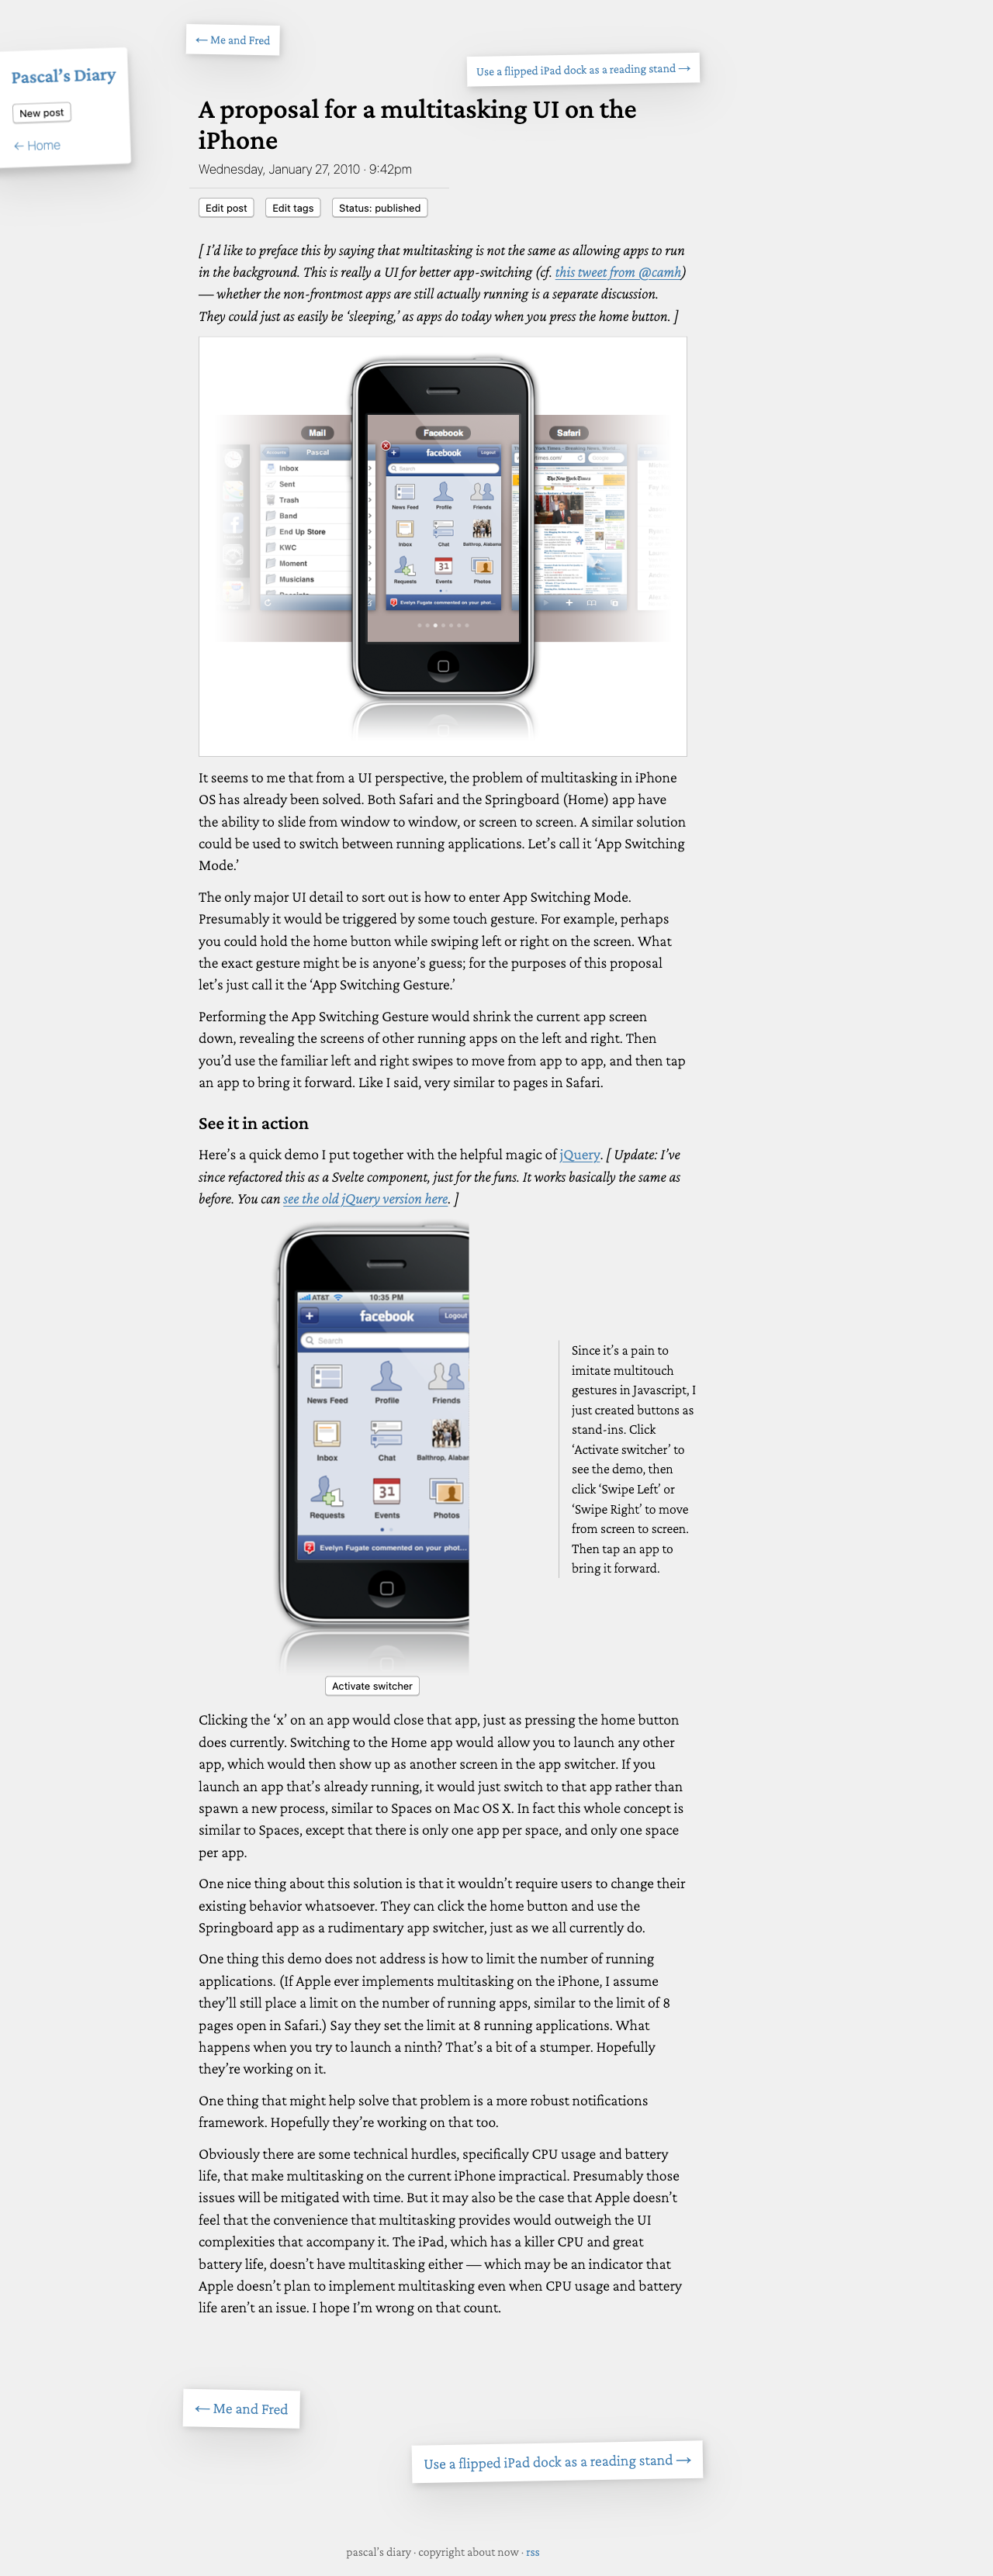 ← Me and Fred
Use a flipped iPad dock as a reading stand →
Pascal’s Diary
New post
← Home
A proposal for a multitasking UI on the
iPhone
Wednesday, January 27, 2010 · 9:42pm
Edit post
Edit tags
Status: published
[ I’d like to preface this by saying that multitasking is not the same as allowing apps to run
in the background. This is really a UI for better app-switching (cf. this tweet from @camh)
— whether the non-frontmost apps are still actually running is a separate discussion.
They could just as easily be ‘sleeping,’ as apps do today when you press the home button. ]
Mail
Facebook
Safari
Accounts
Pascal
facebook
Logout
Search
Inbox
Sent
Trash
Band
End Up Store
KWC
Moment
Musicians
News Feed
Profile
Friends
Inbox
Chat
Balthrop, Alabama
31
Requests
Events
Photos
Evelyn Fugate commented on your phot...
The New York Times
It seems to me that from a UI perspective, the problem of multitasking in iPhone
OS has already been solved. Both Safari and the Springboard (Home) app have
the ability to slide from window to window, or screen to screen. A similar solution
could be used to switch between running applications. Let’s call it ‘App Switching
Mode.’
The only major UI detail to sort out is how to enter App Switching Mode.
Presumably it would be triggered by some touch gesture. For example, perhaps
you could hold the home button while swiping left or right on the screen. What
the exact gesture might be is anyone’s guess; for the purposes of this proposal
let’s just call it the ‘App Switching Gesture.’
Performing the App Switching Gesture would shrink the current app screen
down, revealing the screens of other running apps on the left and right. Then
you’d use the familiar left and right swipes to move from app to app, and then tap
an app to bring it forward. Like I said, very similar to pages in Safari.
See it in action
Here’s a quick demo I put together with the helpful magic of jQuery. [ Update: I’ve
since refactored this as a Svelte component, just for the funs. It works basically the same as
before. You can see the old jQuery version here. ]
AT&T 10:35 PM
+ facebook Logout
Search
News Feed
Profile
Friends
Inbox
Chat
Balthrop, Alabam
31
Requests
Events
Photos
2 Evelyn Fugate commented on your phot...
Activate switcher
Since it’s a pain to
imitate multitouch
gestures in Javascript, I
just created buttons as
stand-ins. Click
‘Activate switcher’ to
see the demo, then
click ‘Swipe Left’ or
‘Swipe Right’ to move
from screen to screen.
Then tap an app to
bring it forward.
Clicking the ‘x’ on an app would close that app, just as pressing the home button
does currently. Switching to the Home app would allow you to launch any other
app, which would then show up as another screen in the app switcher. If you
launch an app that’s already running, it would just switch to that app rather than
spawn a new process, similar to Spaces on Mac OS X. In fact this whole concept is
similar to Spaces, except that there is only one app per space, and only one space
per app.
One nice thing about this solution is that it wouldn’t require users to change their
existing behavior whatsoever. They can click the home button and use the
Springboard app as a rudimentary app switcher, just as we all currently do.
One thing this demo does not address is how to limit the number of running
applications. (If Apple ever implements multitasking on the iPhone, I assume
they’ll still place a limit on the number of running apps, similar to the limit of 8
pages open in Safari.) Say they set the limit at 8 running applications. What
happens when you try to launch a ninth? That’s a bit of a stumper. Hopefully
they’re working on it.
One thing that might help solve that problem is a more robust notifications
framework. Hopefully they’re working on that too.
Obviously there are some technical hurdles, specifically CPU usage and battery
life, that make multitasking on the current iPhone impractical. Presumably those
issues will be mitigated with time. But it may also be the case that Apple doesn’t
feel that the convenience that multitasking provides would outweigh the UI
complexities that accompany it. The iPad, which has a killer CPU and great
battery life, doesn’t have multitasking either — which may be an indicator that
Apple doesn’t plan to implement multitasking even when CPU usage and battery
life aren’t an issue. I hope I’m wrong on that count.
← Me and Fred
Use a flipped iPad dock as a reading stand →
pascal’s diary · copyright about now · rss